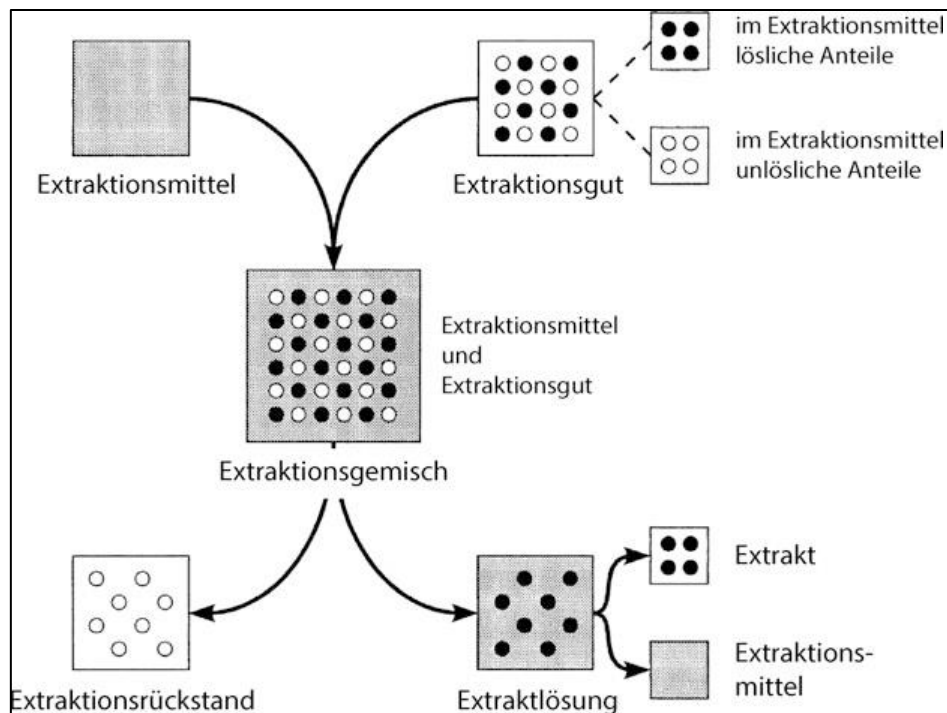 im Extraktionsmittel
lösliche Anteile
im Extraktionsmittel
unlösliche Anteile
Extraktionsmittel
Extraktionsgut
Extraktionsmittel
und
Extraktionsgut
Extraktionsgemisch
Extrakt
Extraktions-
mittel
Extraktionsrückstand
Extraktlösung